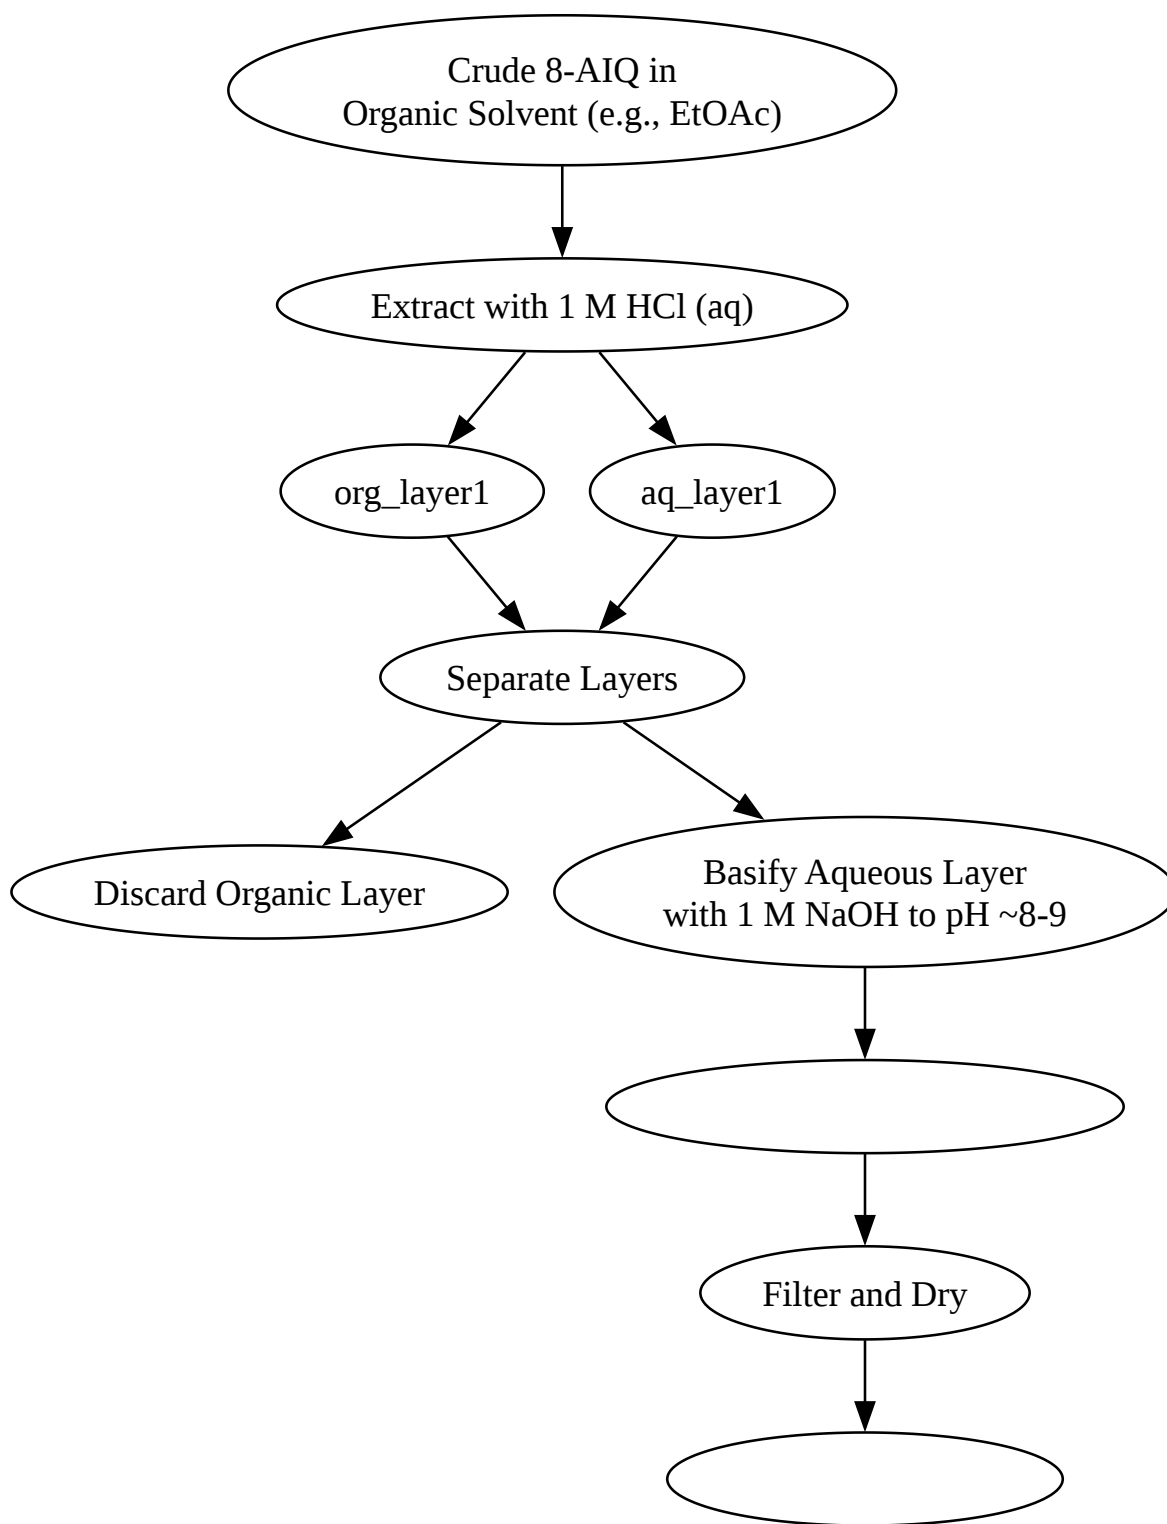 Crude 8-AIQ in
Organic Solvent (e.g., EtOAc)
Extract with 1 M HCl (aq)
org_layer1
aq_layer1
Separate Layers
Discard Organic Layer
Basify Aqueous Layer
with 1 M NaOH to pH ~8-9
Filter and Dry